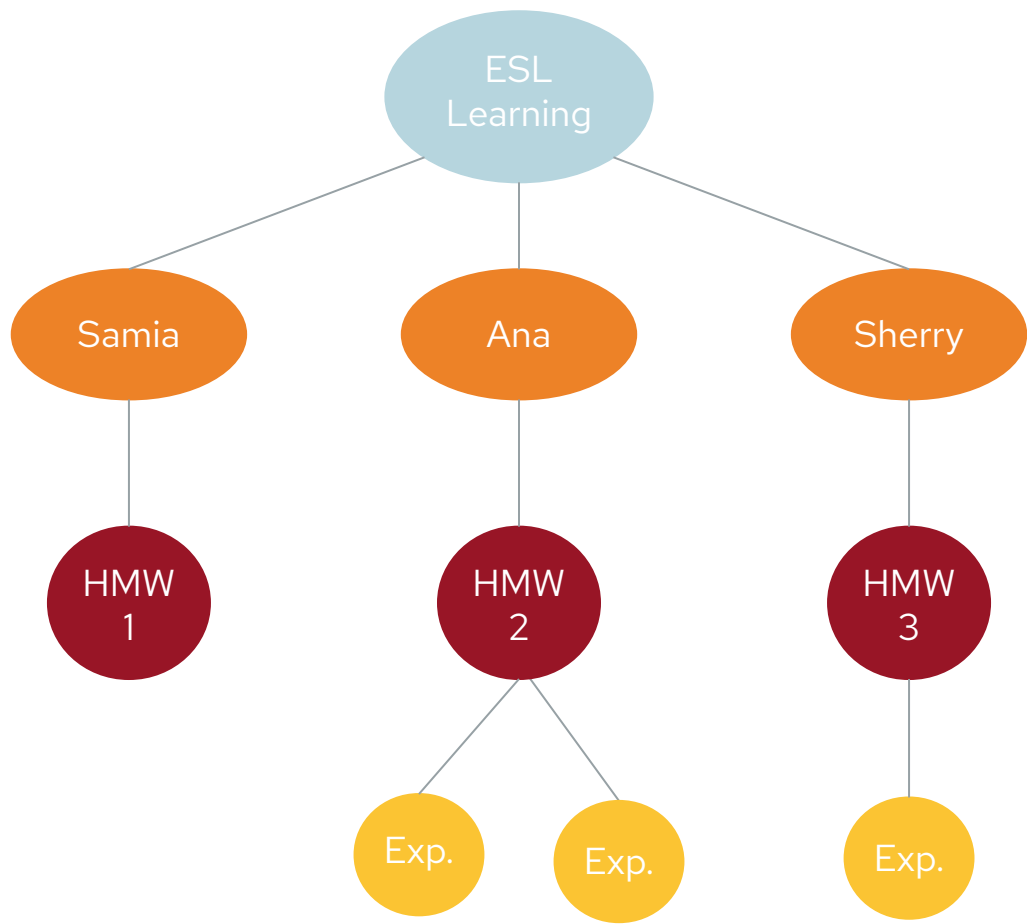 ESL
Learning
Samia
Ana
Sherry
HMW
1
HMW
2
HMW
3
Exp.
Exp.
Exp.